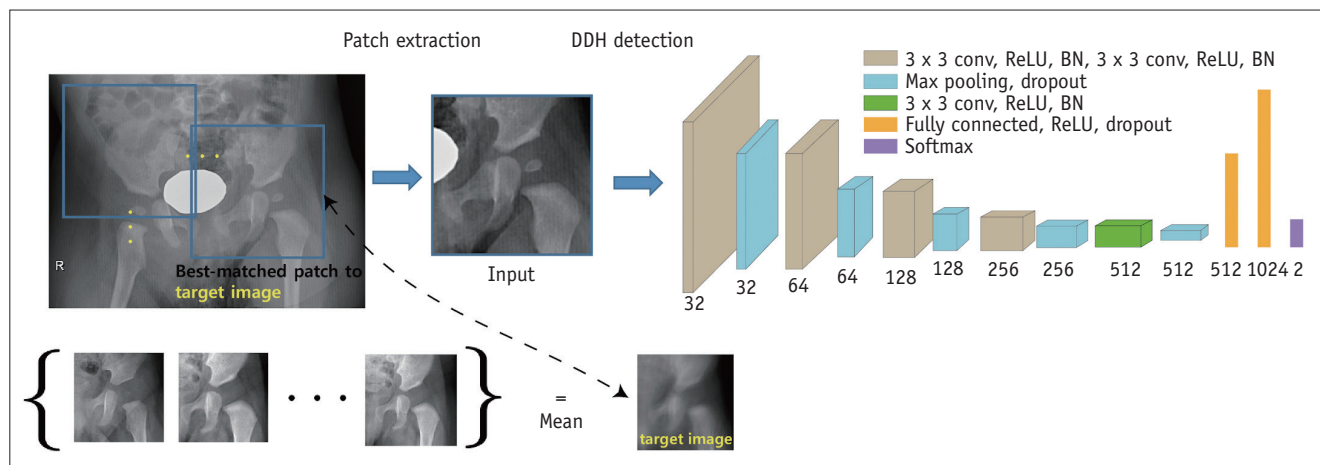 Patch extraction
DDH detection
3 x 3 conv, ReLU, BN, 3 x 3 conv, ReLU, BN
Max pooling, dropout
3 x 3 conv, ReLU, BN
Fully connected, ReLU, dropout
Softmax
R
Best-matched patch to
target image
Input
32
32
64
64
128
128
256
256
512
512
512
1024
2
=
Mean
target image